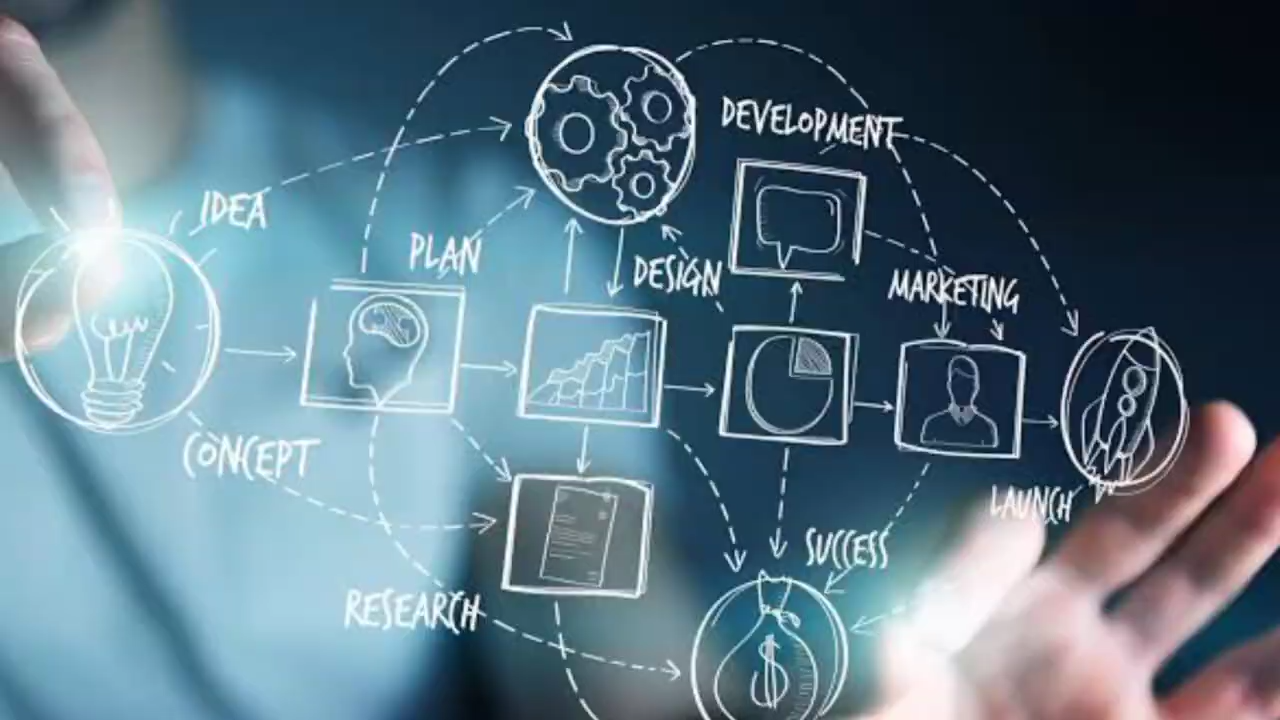 DEVELOPMENT
IDEA
PLAN
DESIGN
MARKETING
CONCEPT
LAUNCH
SUCCESS
RESEARCH
$